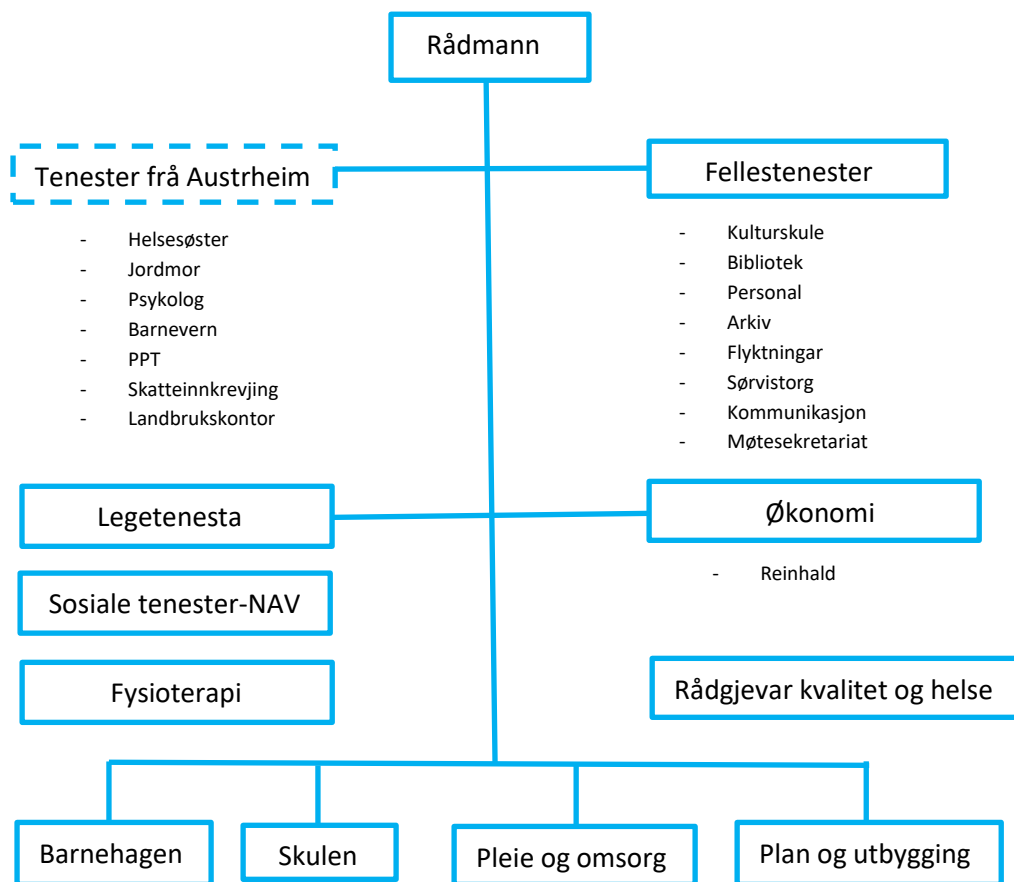 Rådmann
Tenester frå Austrheim
- Helsesøster
- Jordmor
- Psykolog
- Barnevern
- PPT
- Skatteinnkrevjing
- Landbrukskontor
Fellestenester
- Kulturskule
- Bibliotek
- Personal
- Arkiv
- Flyktningar
- Sørvistorg
- Kommunikasjon
- Møtesekretariat
Legetenesta
Økonomi
- Reinhald
Sosiale tenester-NAV
Fysioterapi
Rådgjevar kvalitet og helse
Barnehagen
Skulen
Pleie og omsorg
Plan og utbygging